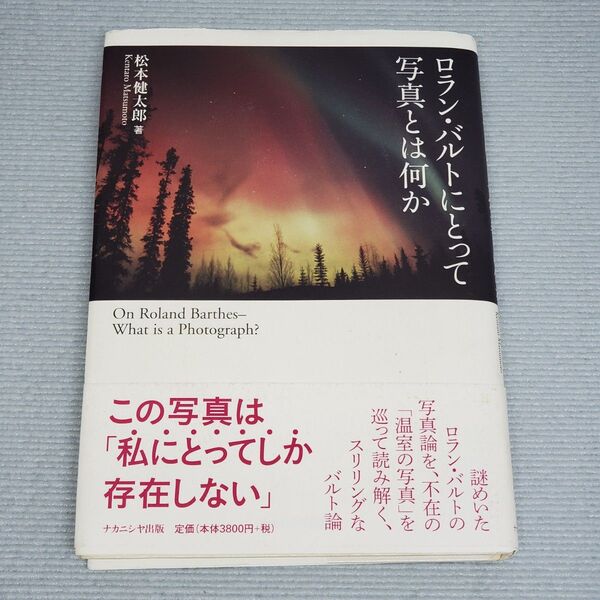 ロラン・バルトにとって
写真とは何か
松本健太郎 著
Kentaro Matsumoto
On Roland Barthes–
What is a Photograph?
この写真は
「私にとってしか
存在しない」
謎めいた
ロラン・バルトの
写真論を、不在の
「温室の写真」を
巡って読み解く、
スリリングな
バルト論
ナカニシヤ出版 定価(本体3800円+税)